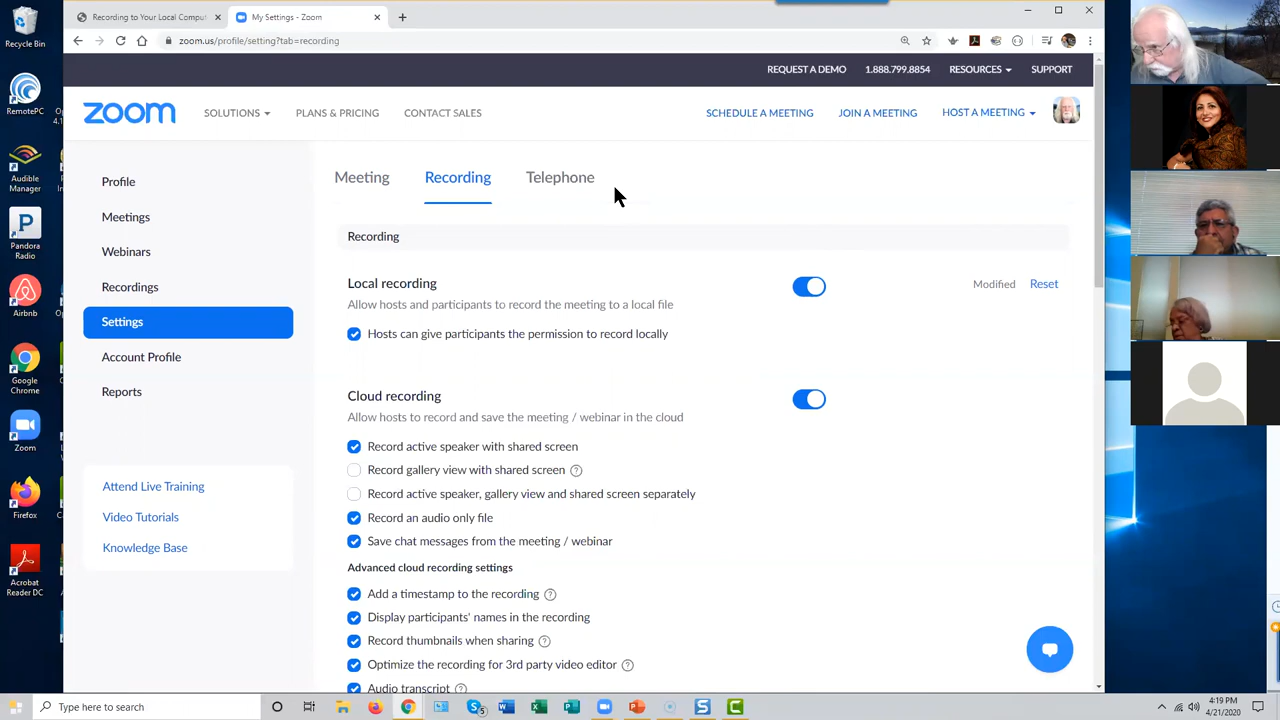 Recycle Bin
RemotePC
Audible
Manager
Pandora
Radio
Airbnb
Google
Chrome
Zoom
Firefox
Acrobat
Reader DC
Recording to Your Local Comput
My Settings - Zoom
zoom.us/profile/setting?tab=recording
REQUEST A DEMO 1.888.799.8854 RESOURCES SUPPORT
zoom SOLUTIONS PLANS & PRICING CONTACT SALES SCHEDULE A MEETING JOIN A MEETING HOST A MEETING
Profile
Meetings
Webinars
Recordings
Settings
Account Profile
Reports
Attend Live Training
Video Tutorials
Knowledge Base
Meeting Recording Telephone
Recording
Local recording Modified Reset
Allow hosts and participants to record the meeting to a local file
Hosts can give participants the permission to record locally
Cloud recording
Allow hosts to record and save the meeting / webinar in the cloud
Record active speaker with shared screen
Record gallery view with shared screen ?
Record active speaker, gallery view and shared screen separately
Record an audio only file
Save chat messages from the meeting / webinar
Advanced cloud recording settings
Add a timestamp to the recording ?
Display participants' names in the recording
Record thumbnails when sharing ?
Optimize the recording for 3rd party video editor ?
Audio transcript ?
Type here to search
4:19 PM
4/21/2020